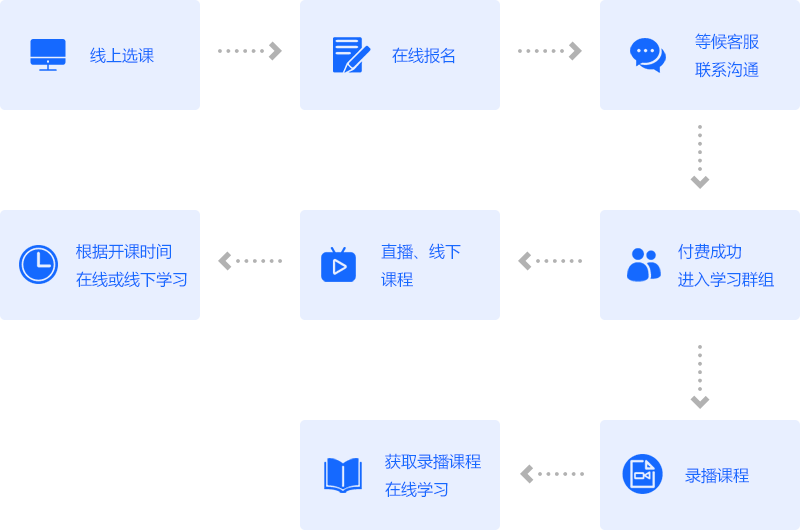 线上选课
在线报名
等候客服
联系沟通
付费成功
进入学习群组
直播、线下
课程
根据开课时间
在线或线下学习
录播课程
获取录播课程
在线学习